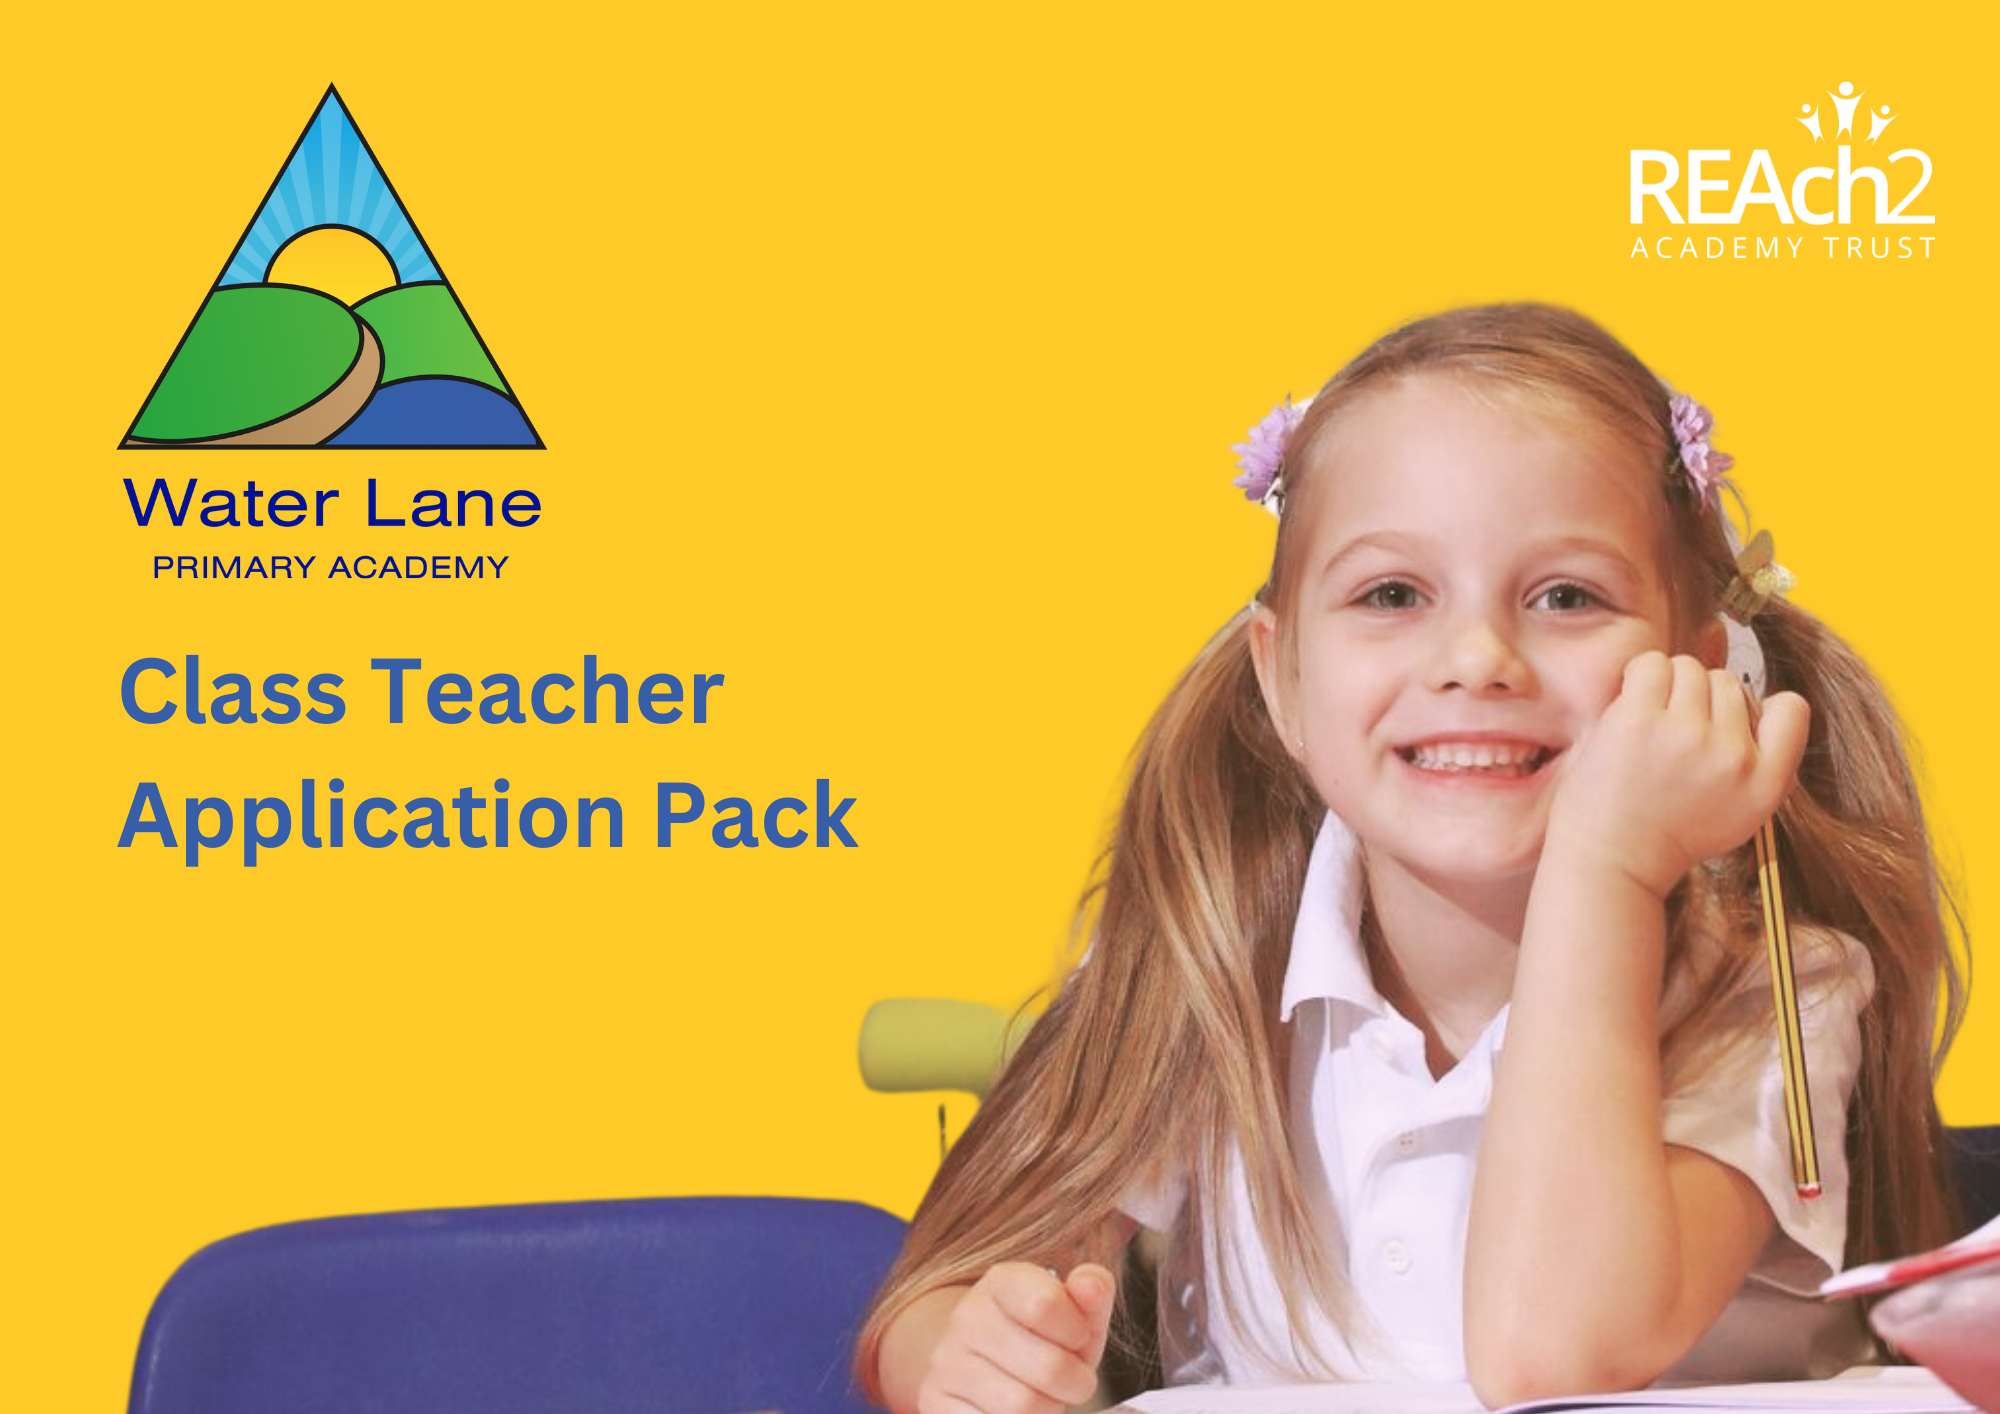 REAch2
ACADEMY TRUST
Water Lane
PRIMARY ACADEMY
Class Teacher
Application Pack